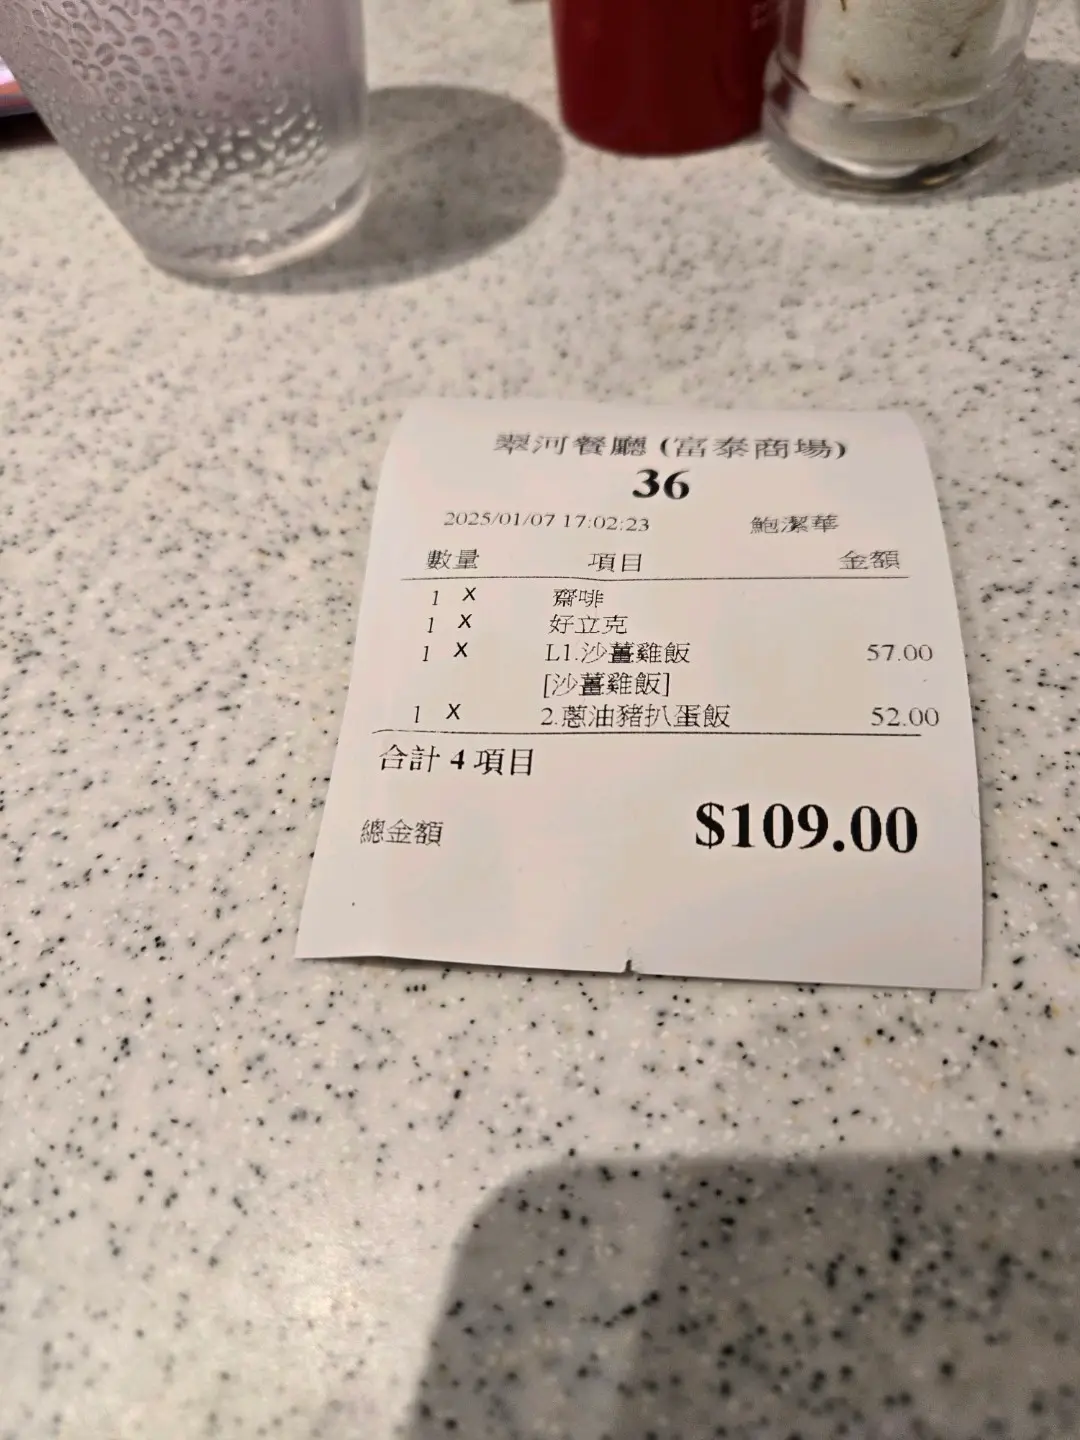 翠河餐廳 (富泰商場)
36
2025/01/07 17:02:23 鮑潔華
數量 項目 金額
1 X 齋啡
1 X 好立克
1 X L1.沙薑雞飯 57.00
[沙薑雞飯]
1 X 2.蔥油豬扒蛋飯 52.00
合計 4 項目
總金額 $109.00